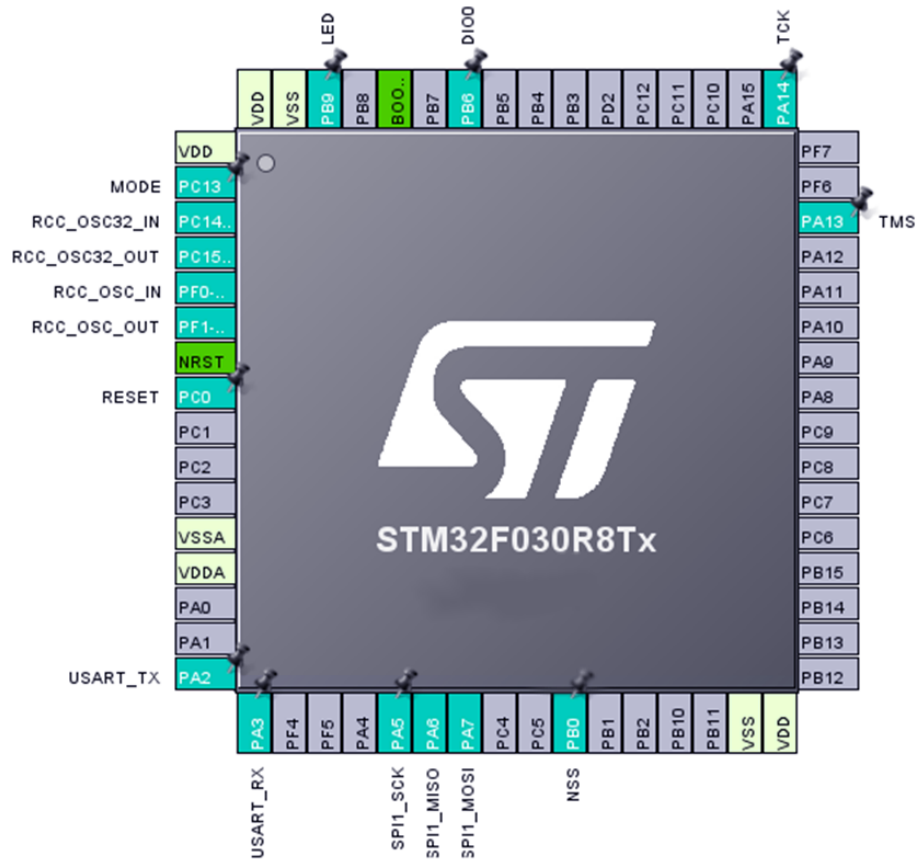 LED
DIO0
TCK
VDD
VSS
PB9
PB8
BOO..
PB7
PB6
PB5
PB4
PB3
PD2
PC12
PC11
PC10
PA15
PA14
VDD
MODE PC13
RCC_OSC32_IN PC14..
RCC_OSC32_OUT PC15..
RCC_OSC_IN PF0-..
RCC_OSC_OUT PF1-..
NRST
RESET PC0
PC1
PC2
PC3
VSSA
VDDA
PA0
PA1
USART_TX PA2
PF7
PF6
PA13 TMS
PA12
PA11
PA10
PA9
PA8
PC9
PC8
PC7
PC6
PB15
PB14
PB13
PB12
ST
STM32F030R8Tx
PA3
PF4
PF5
PA4
PA5
PA6
PA7
PC4
PC5
PB0
PB1
PB2
PB10
PB11
VSS
VDD
USART_RX
SPI1_SCK
SPI1_MISO
SPI1_MOSI
NSS